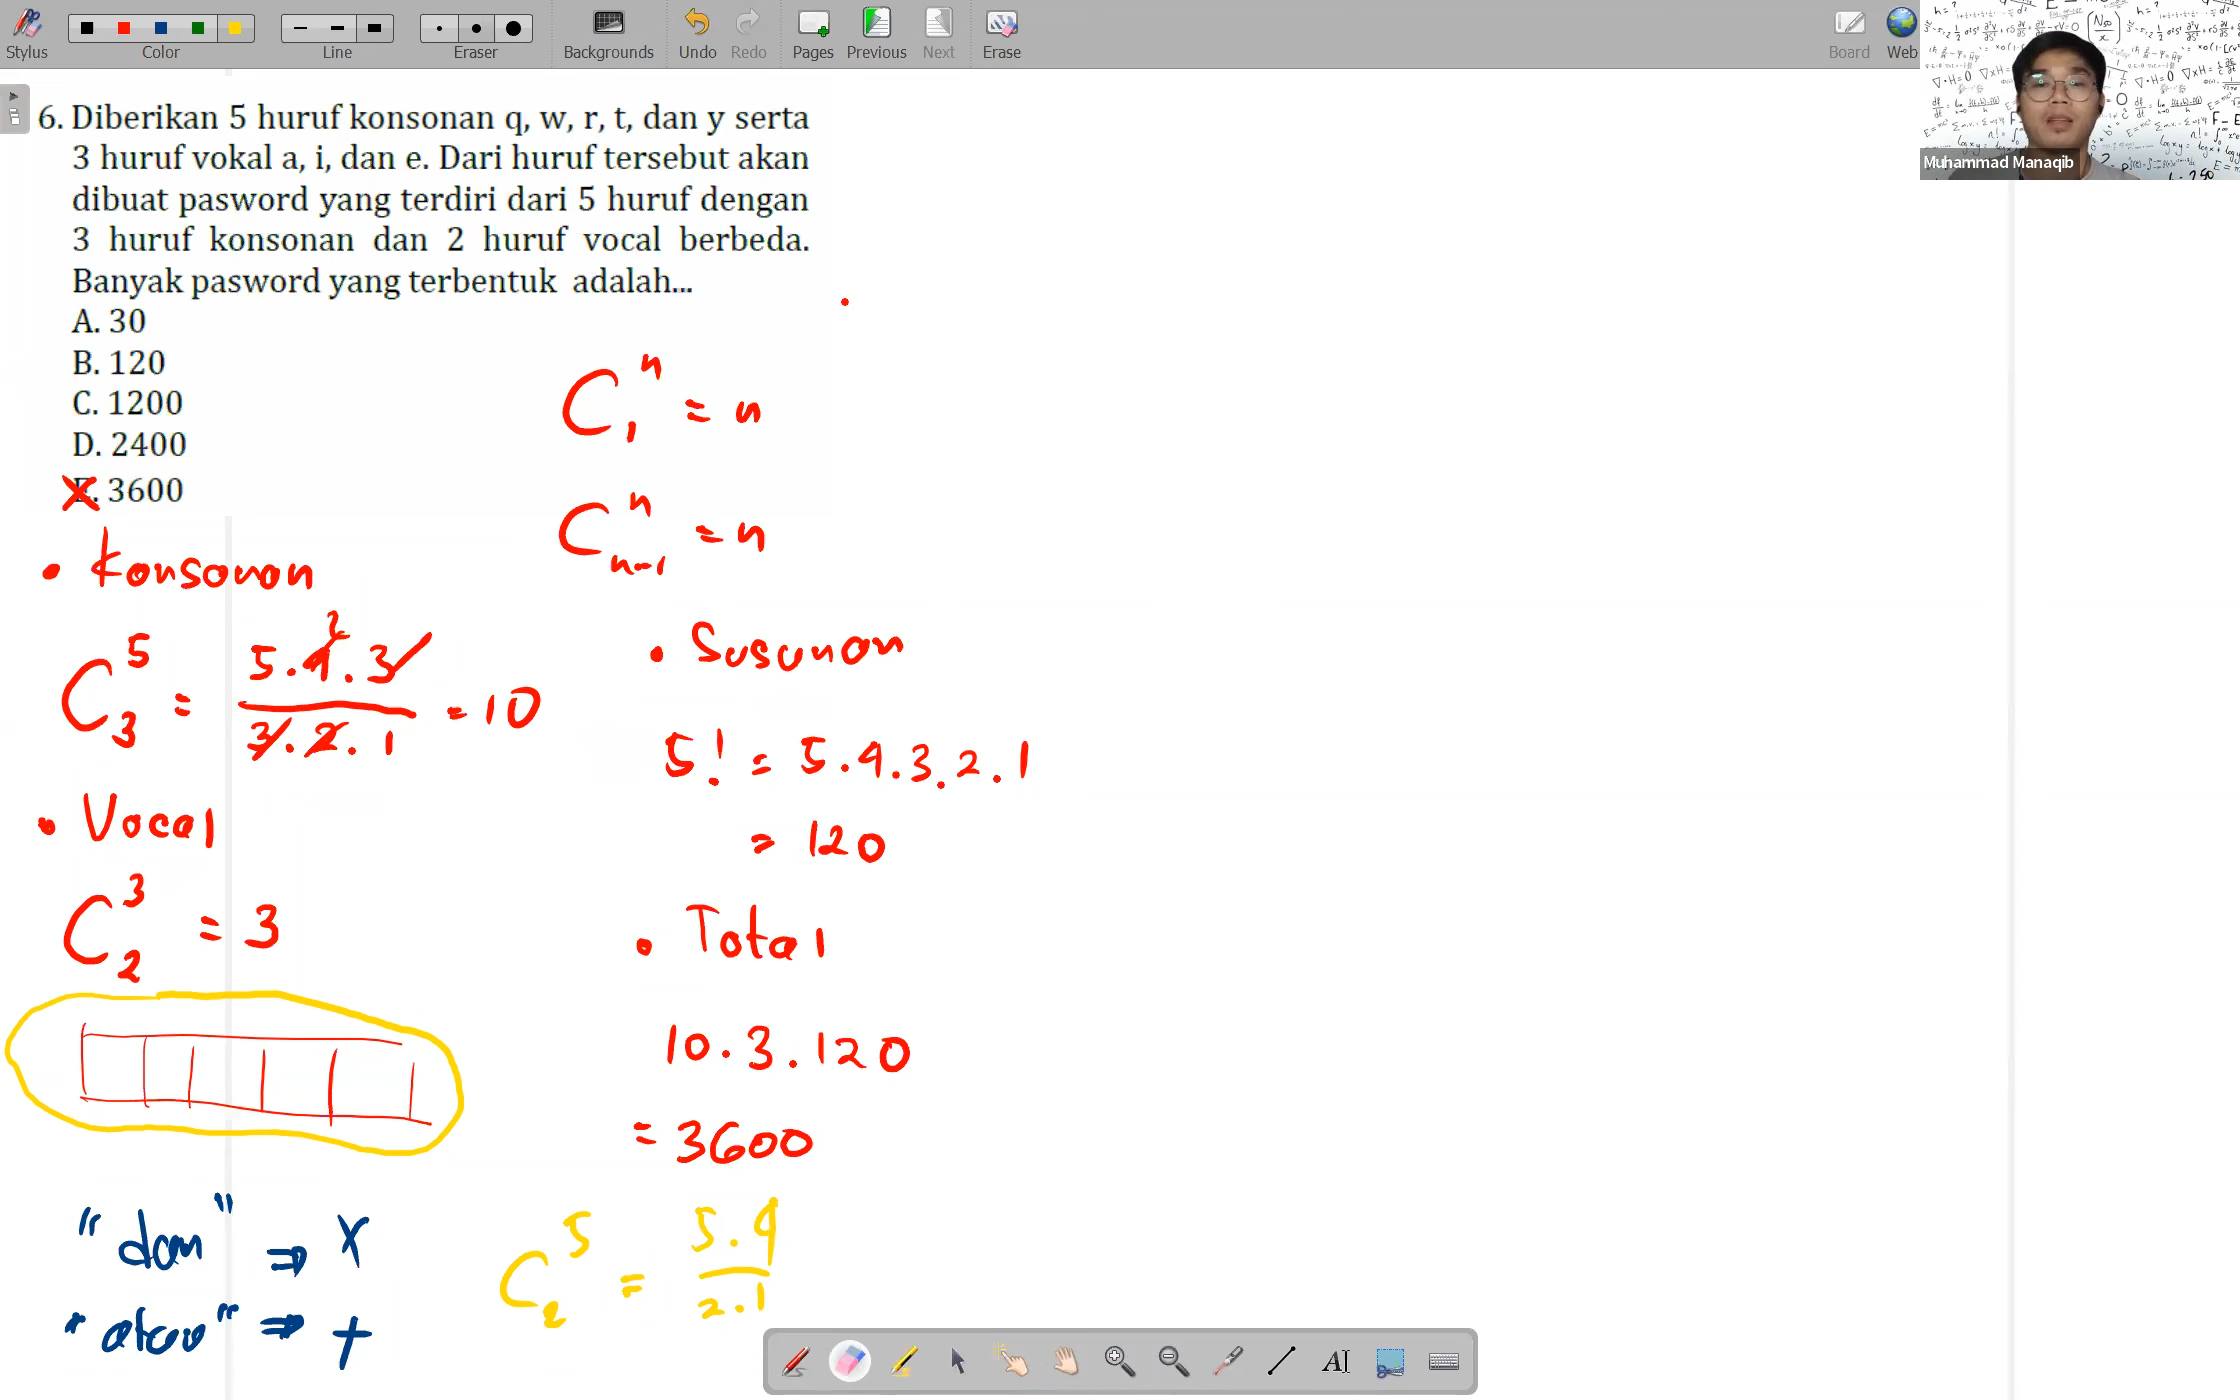 Stylus
Color
Line
Eraser
Backgrounds
Undo
Redo
Pages
Previous
Next
Erase
Board
Web
Muhammad Manaqib
6. Diberikan 5 huruf konsonan q, w, r, t, dan y serta
3 huruf vokal a, i, dan e. Dari huruf tersebut akan
dibuat pasword yang terdiri dari 5 huruf dengan
3 huruf konsonan dan 2 huruf vocal berbeda.
Banyak pasword yang terbentuk adalah...
A. 30
B. 120
C. 1200
D. 2400
E. 3600
C₁ⁿ = n
Cₙ₋₁ⁿ = n
• Konsonan
C₃⁵ = 5.4.3 / 3.2.1 = 10
2
• Vocal
C₂³ = 3
• Susunan
5! = 5.4.3.2.1
= 120
• Total
10.3.120
= 3600
"dan" ⇒ x
"atau" ⇒ +
C₂⁵ = 5.4 / 2.1